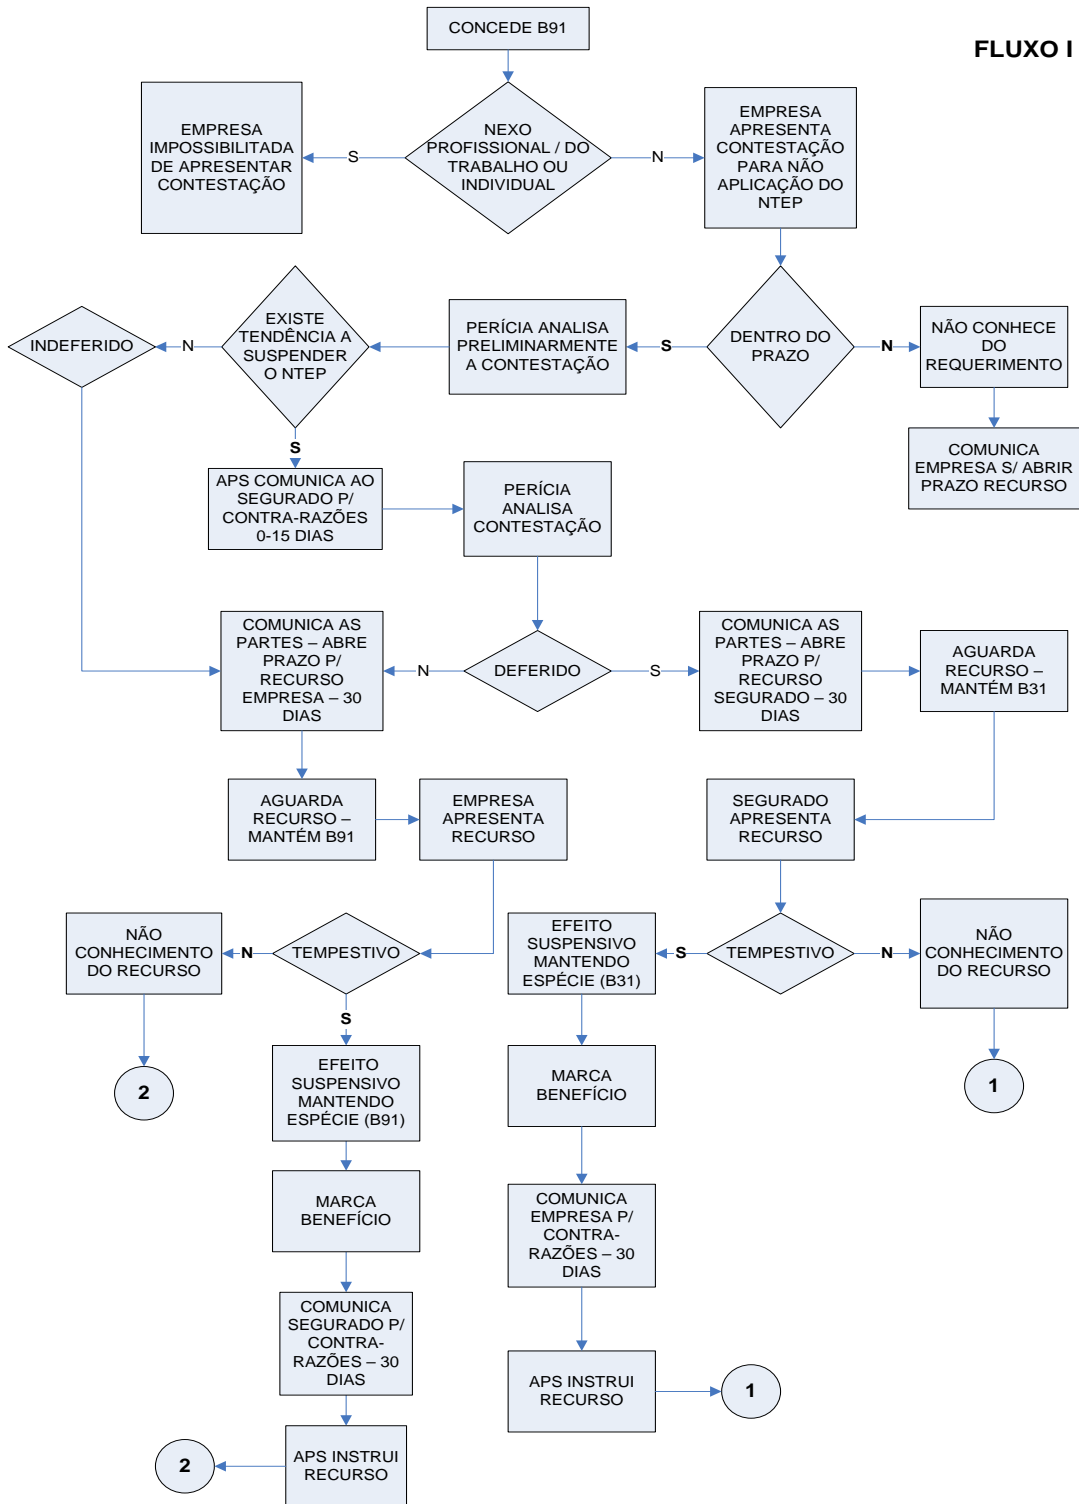 CONCEDE B91
FLUXO I
EMPRESA
IMPOSSIBILITADA
DE APRESENTAR
CONTESTAÇÃO
S
NEXO
PROFISSIONAL / DO
TRABALHO OU
INDIVIDUAL
N
EMPRESA
APRESENTA
CONTESTAÇÃO
PARA NÃO
APLICAÇÃO DO
NTEP
INDEFERIDO
N
EXISTE
TENDÊNCIA A
SUSPENDER
O NTEP
PERÍCIA ANALISA
PRELIMINARMENTE
A CONTESTAÇÃO
S
DENTRO DO
PRAZO
N
NÃO CONHECE
DO
REQUERIMENTO
S
COMUNICA
EMPRESA S/ ABRIR
PRAZO RECURSO
APS COMUNICA AO
SEGURADO P/
CONTRA-RAZÕES
0-15 DIAS
PERÍCIA
ANALISA
CONTESTAÇÃO
COMUNICA AS
PARTES – ABRE
PRAZO P/
RECURSO
EMPRESA – 30
DIAS
N
DEFERIDO
S
COMUNICA AS
PARTES – ABRE
PRAZO P/
RECURSO
SEGURADO – 30
DIAS
AGUARDA
RECURSO –
MANTÉM B31
AGUARDA
RECURSO –
MANTÉM B91
EMPRESA
APRESENTA
RECURSO
SEGURADO
APRESENTA
RECURSO
NÃO
CONHECIMENTO
DO RECURSO
N
TEMPESTIVO
EFEITO
SUSPENSIVO
MANTENDO
ESPÉCIE (B31)
S
TEMPESTIVO
N
NÃO
CONHECIMENTO
DO RECURSO
S
2
EFEITO
SUSPENSIVO
MANTENDO
ESPÉCIE (B91)
MARCA
BENEFÍCIO
1
MARCA
BENEFÍCIO
COMUNICA
EMPRESA P/
CONTRA-
RAZÕES – 30
DIAS
COMUNICA
SEGURADO P/
CONTRA-
RAZÕES – 30
DIAS
APS INSTRUI
RECURSO
1
2
APS INSTRUI
RECURSO